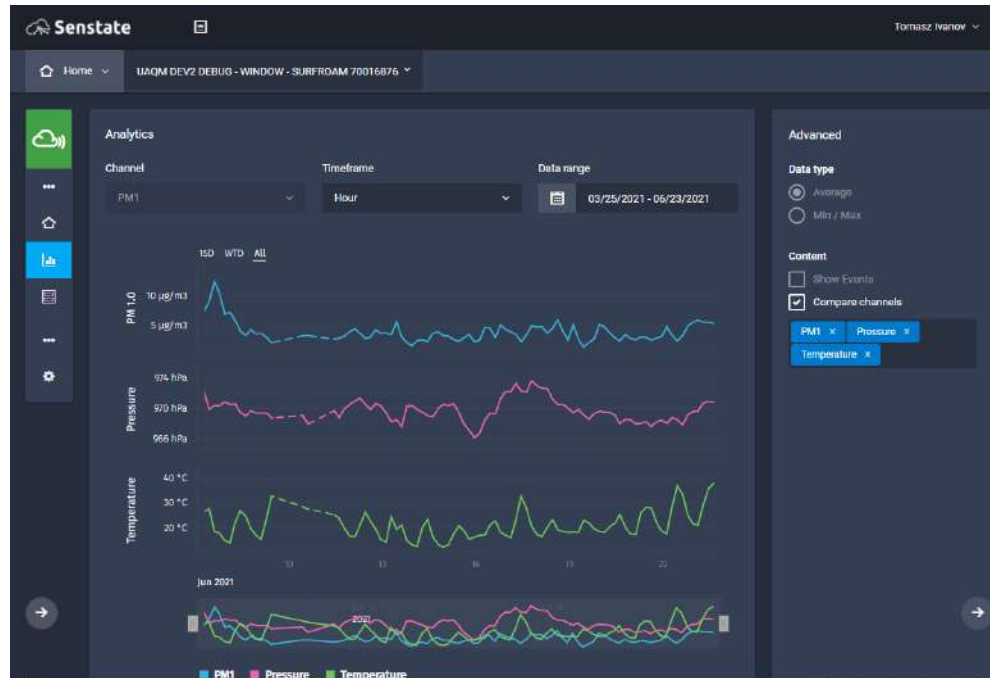 Senstate
Tomasz Ivanov
Home
UAQM DEV2 DEBUG - WINDOW - SURFROAM 70016876
Analytics
Channel
Timeframe
Data range
PM1
Hour
03/25/2021 - 06/23/2021
1SD WTD All
PM 1.0
10 µg/m3
5 µg/m3
Pressure
974 hPa
970 hPa
966 hPa
Temperature
40 °C
30 °C
20 °C
10 13 16 19 22
Jun 2021
2021
PM1 Pressure Temperature
Advanced
Data type
Average
Min / Max
Content
Show Events
Compare channels
PM1 × Pressure ×
Temperature ×